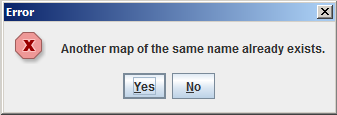 Error
Another map of the same name already exists.
Yes No